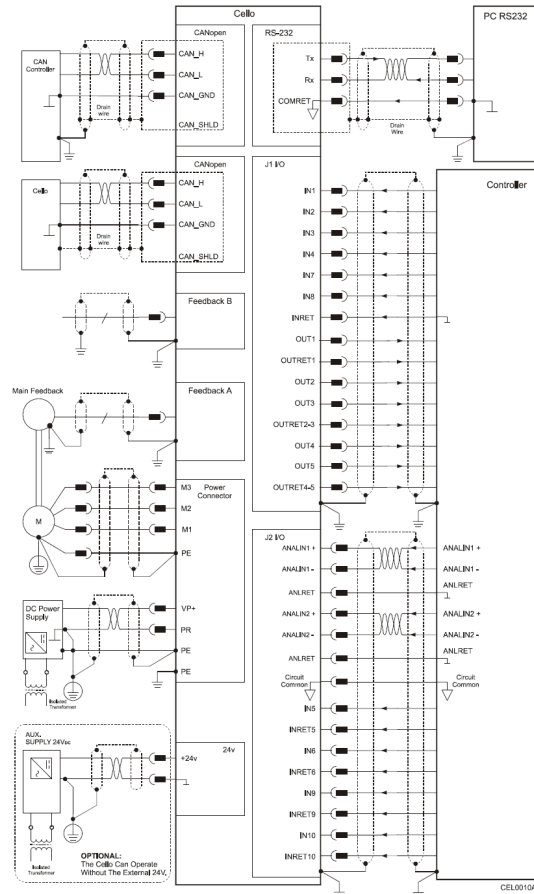 Cello
PC RS232
CANopen
RS-232
CAN
Controller
CAN_H
CAN_L
CAN_GND
CAN_SHLD
Drain
Wire
Tx
Rx
COMRET
Drain
Wire
CANopen
Cello
CAN_H
CAN_L
CAN_GND
CAN_SHLD
Drain
wire
J1 I/O
Controller
IN1
IN2
IN3
IN4
IN7
IN8
INRET
OUT1
OUTRET1
OUT2
OUT3
OUTRET2-3
OUT4
OUT5
OUTRET4-5
Feedback B
Main Feedback
Feedback A
M
M3
M2
M1
PE
Power
Connector
DC Power
Supply
VP+
PR
PE
PE
Isolated
Transformer
J2 I/O
ANALIN1 +
ANALIN1 -
ANLRET
ANALIN2 +
ANALIN2 -
ANLRET
Circuit
Common
IN5
INRET5
IN6
INRET6
IN9
INRET9
IN10
INRET10
ANALIN1 +
ANALIN1 -
ANLRET
ANALIN2 +
ANALIN2 -
ANLRET
Circuit
Common
AUX.
SUPPLY 24VDC
24v
+24v
Isolated
Transformer
OPTIONAL:
The Cello Can Operate
Without The External 24V.
CEL0010A